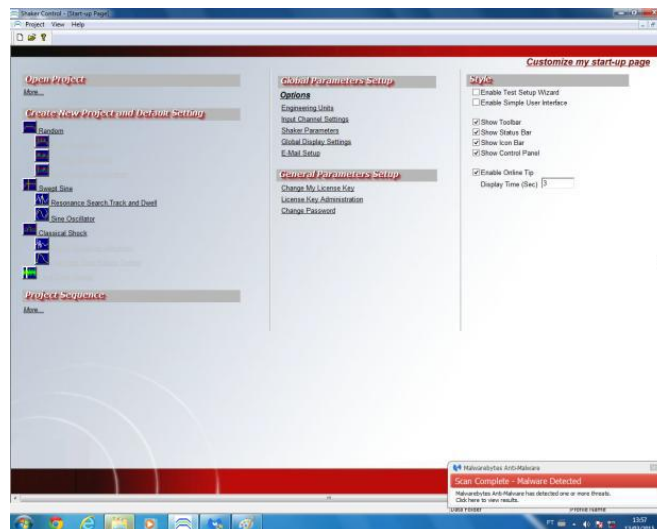 Shaker Control - [Start-up Page]
Project View Help
Customize my start-up page
Open Project
More...
Create New Project and Default Setting
Random
Swept Sine
Resonance Search, Track and Dwell
Sine Oscillator
Classical Shock
Project Sequence
More...
Global Parameters Setup
Options
Engineering Units
Input Channel Settings
Shaker Parameters
Global Display Settings
E-Mail Setup
General Parameters Setup
Change My License Key
License Key Administration
Change Password
Style
Enable Test Setup Wizard
Enable Simple User Interface
Show Toolbar
Show Status Bar
Show Icon Bar
Show Control Panel
Enable Online Tip
Display Time (Sec) 3
Malwarebytes Anti-Malware
Scan Complete - Malware Detected
Malwarebytes Anti-Malware has detected one or more threats.
Click here to view results.
Data Folder
Profile Name
PT
13:57